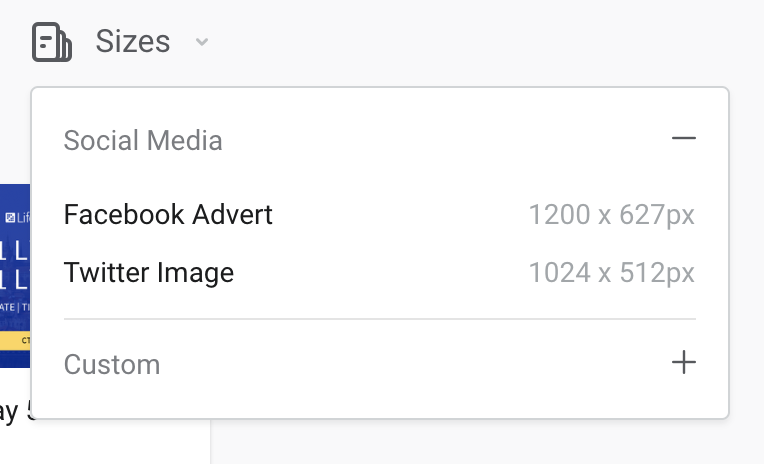 Sizes
Social Media
Facebook Advert 1200 x 627px
Twitter Image 1024 x 512px
Custom